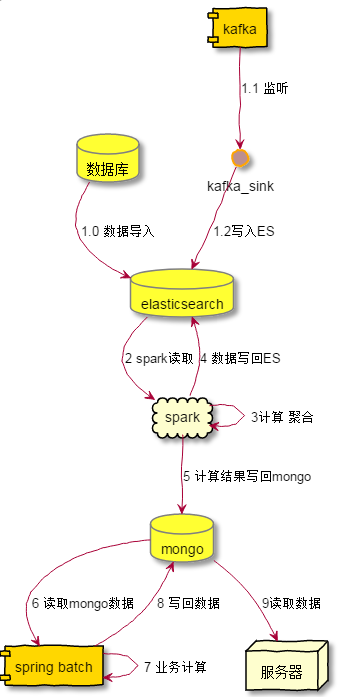 kafka
1.1 监听
数据库
kafka_sink
1.0 数据导入
1.2写入ES
elasticsearch
2 spark读取
4 数据写回ES
spark
3计算 聚合
5 计算结果写回mongo
mongo
6 读取mongo数据
8 写回数据
9读取数据
spring batch
7 业务计算
服务器